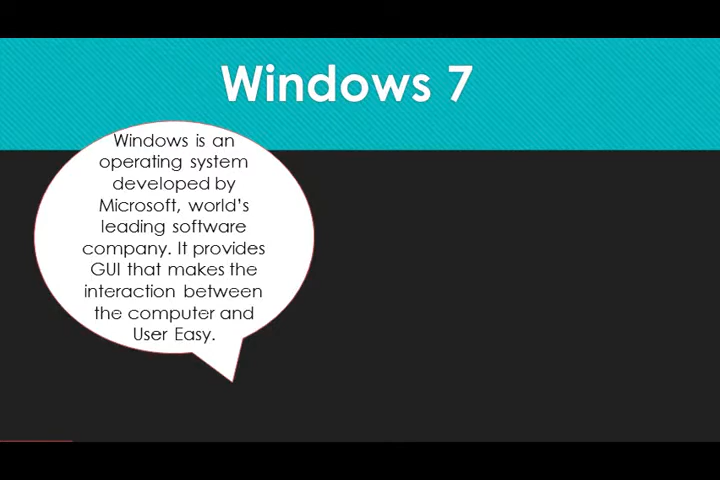 Windows 7
Windows is an
operating system
developed by
Microsoft, world's
leading software
company. It provides
GUI that makes the
interaction between
the computer and
User Easy.